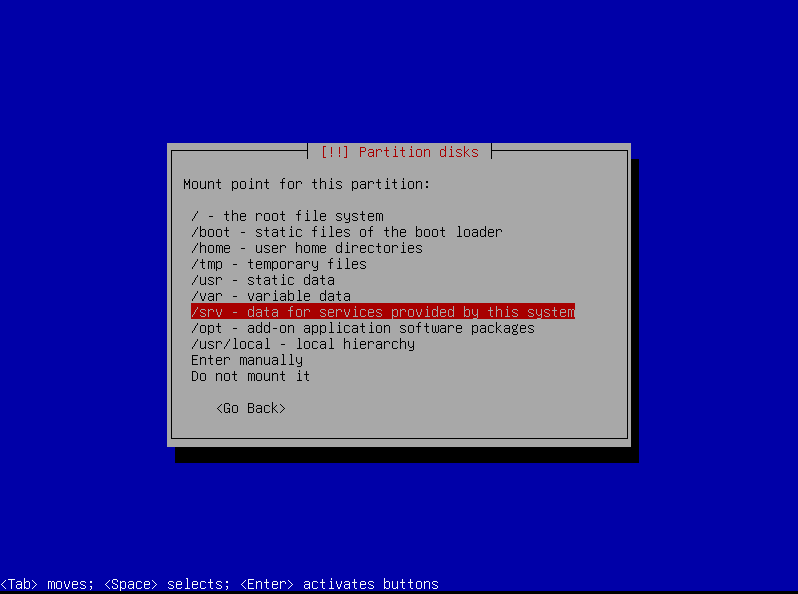 [!!] Partition disks
Mount point for this partition:
/ - the root file system
/boot - static files of the boot loader
/home - user home directories
/tmp - temporary files
/usr - static data
/var - variable data
/srv - data for services provided by this system
/opt - add-on application software packages
/usr/local - local hierarchy
Enter manually
Do not mount it
<Go Back>
<Tab> moves; <Space> selects; <Enter> activates buttons